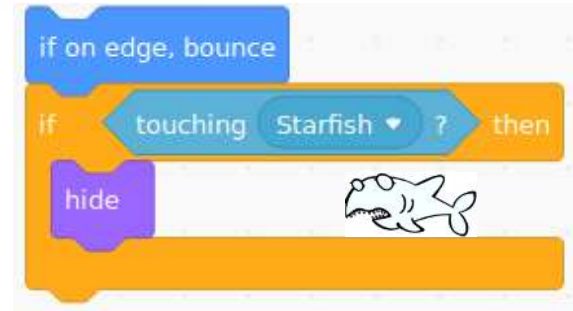 if on edge, bounce
if touching Starfish ? then
hide